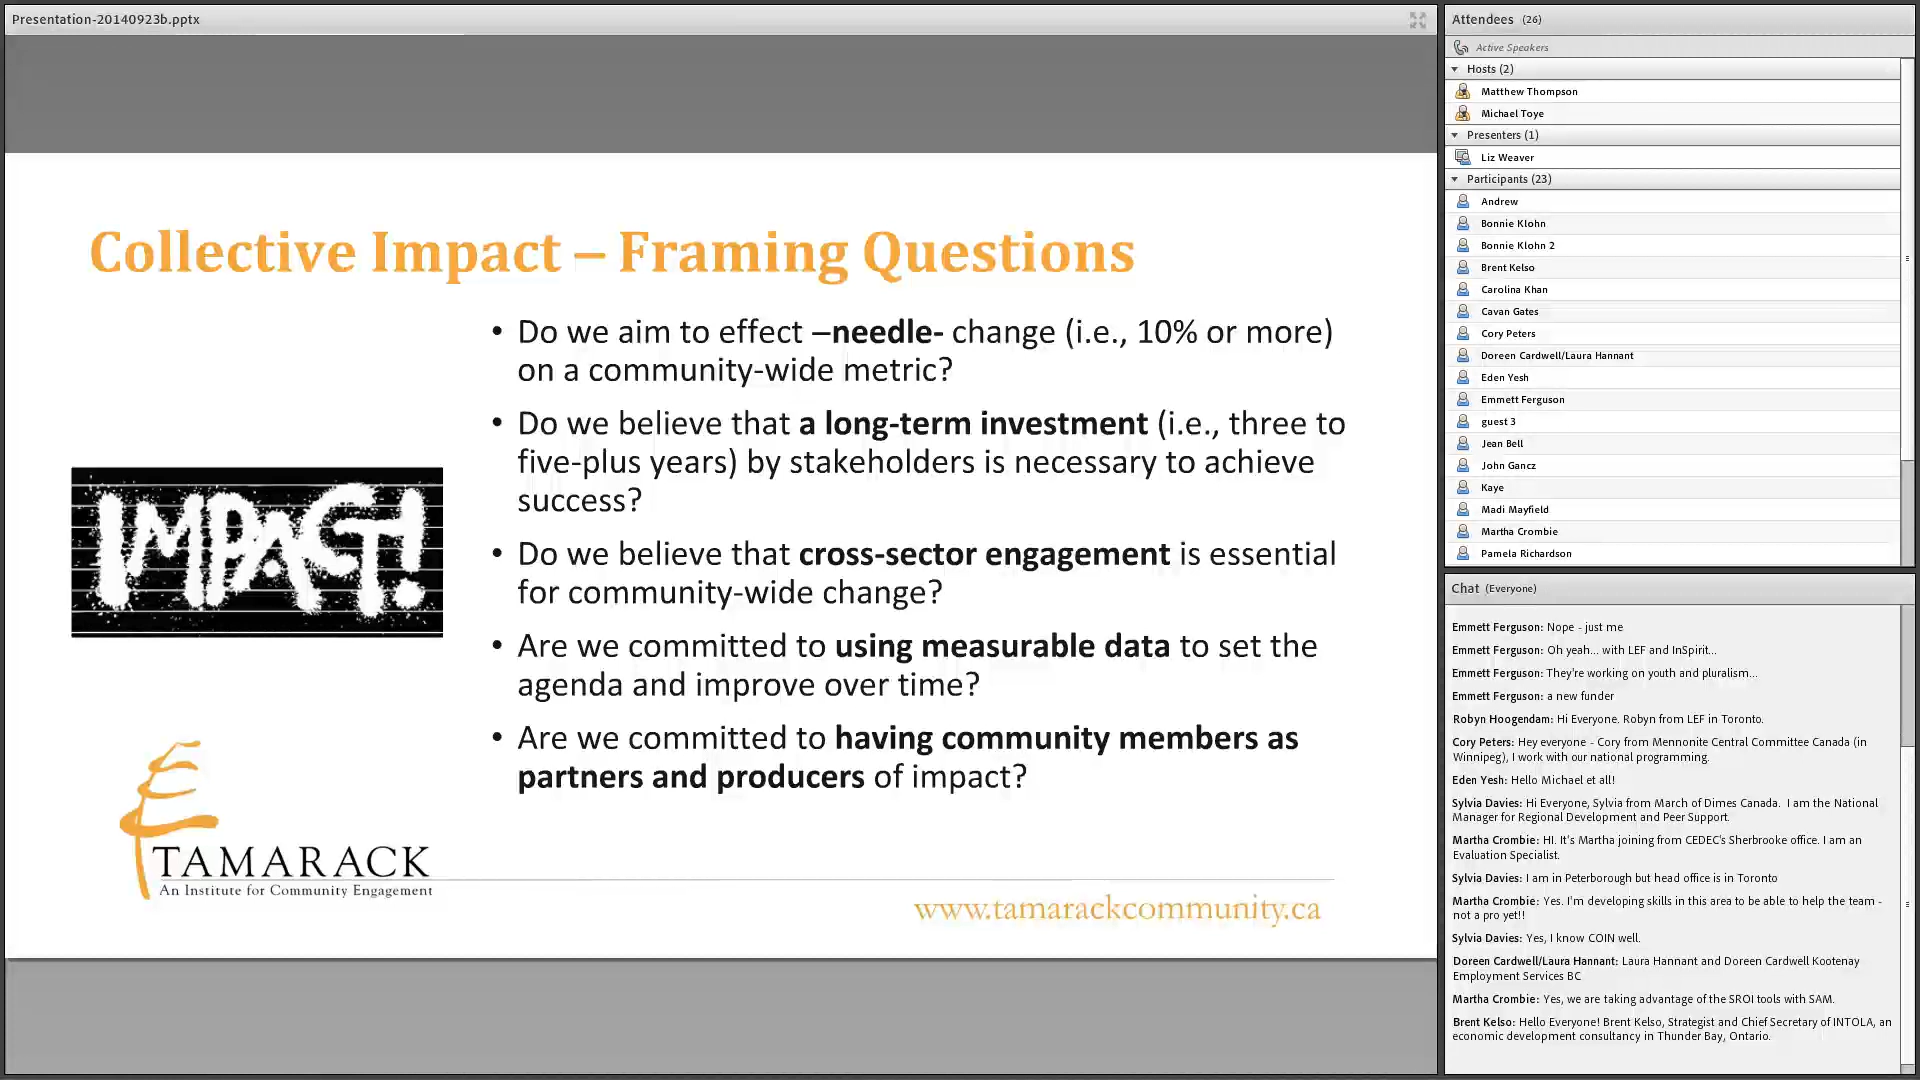 Presentation-20140923b.pptx
Collective Impact – Framing Questions
• Do we aim to effect –needle- change (i.e., 10% or more)
on a community-wide metric?
• Do we believe that a long-term investment (i.e., three to
five-plus years) by stakeholders is necessary to achieve
success?
• Do we believe that cross-sector engagement is essential
for community-wide change?
• Are we committed to using measurable data to set the
agenda and improve over time?
• Are we committed to having community members as
partners and producers of impact?
IMPACT!
TAMARACK
An Institute for Community Engagement
www.tamarackcommunity.ca
Attendees (26)
Active Speakers
Hosts (2)
Matthew Thompson
Michael Toye
Presenters (1)
Liz Weaver
Participants (23)
Andrew
Bonnie Klohn
Bonnie Klohn 2
Brent Kelso
Carolina Khan
Cavan Gates
Cory Peters
Doreen Cardwell/Laura Hannant
Eden Yesh
Emmett Ferguson
guest 3
Jean Bell
John Gancz
Kaye
Madi Mayfield
Martha Crombie
Pamela Richardson
Chat (Everyone)
Emmett Ferguson: Nope - just me
Emmett Ferguson: Oh yeah... with LEF and InSpirit...
Emmett Ferguson: They're working on youth and pluralism...
Emmett Ferguson: a new funder
Robyn Hoogendam: Hi Everyone. Robyn from LEF in Toronto.
Cory Peters: Hey everyone - Cory from Mennonite Central Committee Canada (in
Winnipeg), I work with our national programming.
Eden Yesh: Hello Michael et all!
Sylvia Davies: Hi Everyone, Sylvia from March of Dimes Canada. I am the National
Manager for Regional Development and Peer Support.
Martha Crombie: HI. It's Martha joining from CEDEC's Sherbrooke office. I am an
Evaluation Specialist.
Sylvia Davies: I am in Peterborough but head office is in Toronto
Martha Crombie: Yes. I'm developing skills in this area to be able to help the team -
not a pro yet!!
Sylvia Davies: Yes, I know COIN well.
Doreen Cardwell/Laura Hannant: Laura Hannant and Doreen Cardwell Kootenay
Employment Services BC
Martha Crombie: Yes, we are taking advantage of the SROI tools with SAM.
Brent Kelso: Hello Everyone! Brent Kelso, Strategist and Chief Secretary of INTOLA, an
economic development consultancy in Thunder Bay, Ontario.